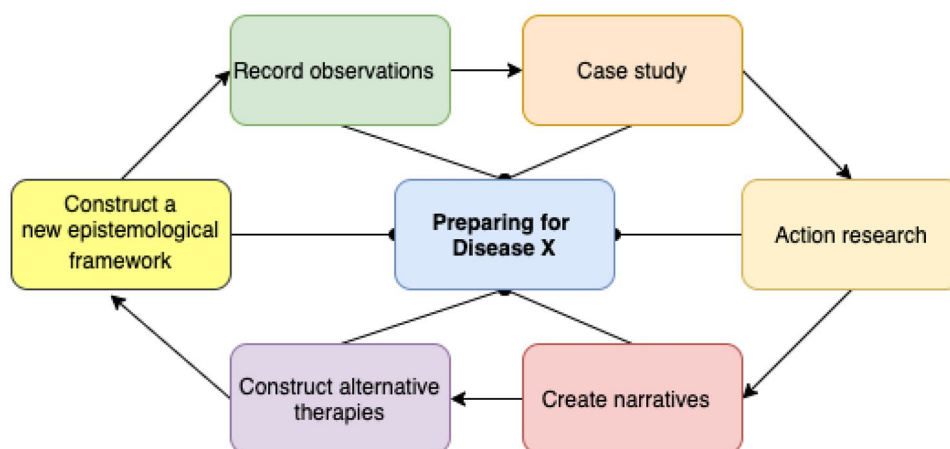 Record observations
Case study
Construct a
new epistemological
framework
Preparing for
Disease X
Action research
Construct alternative
therapies
Create narratives